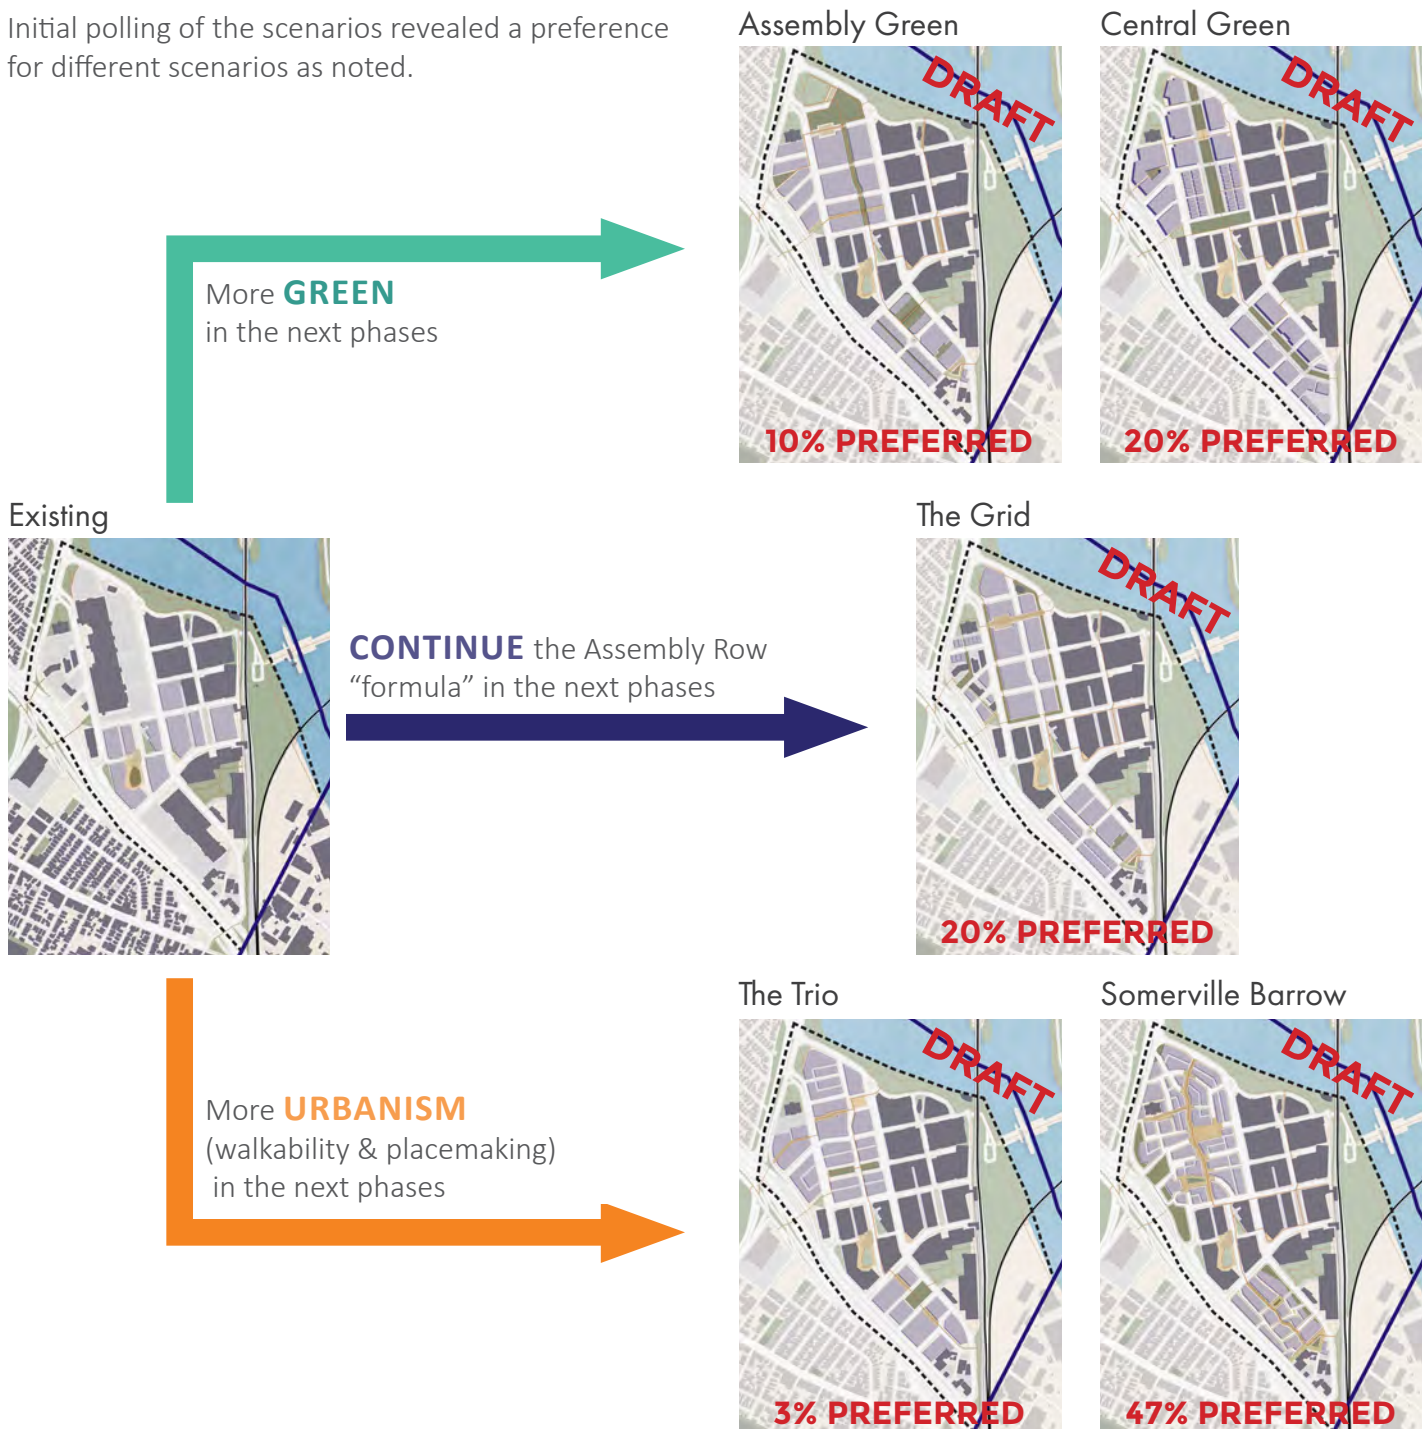 Initial polling of the scenarios revealed a preference
for different scenarios as noted.
Assembly Green
DRAFT
10% PREFERRED
Central Green
DRAFT
20% PREFERRED
More GREEN
in the next phases
Existing
CONTINUE the Assembly Row
“formula” in the next phases
The Grid
DRAFT
20% PREFERRED
More URBANISM
(walkability & placemaking)
in the next phases
The Trio
DRAFT
3% PREFERRED
Somerville Barrow
DRAFT
47% PREFERRED